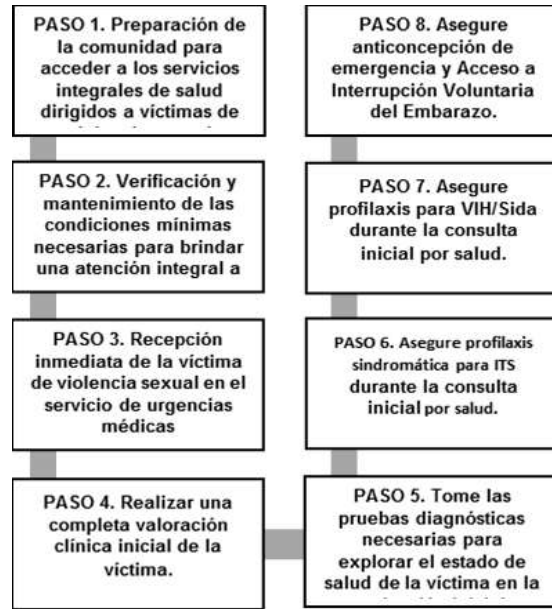 PASO 1. Preparación de
la comunidad para
acceder a los servicios
integrales de salud
dirigidos a víctimas de
PASO 2. Verificación y
mantenimiento de las
condiciones mínimas
necesarias para brindar
una atención integral a
PASO 3. Recepción
inmediata de la víctima
de violencia sexual en el
servicio de urgencias
médicas
PASO 4. Realizar una
completa valoración
clínica inicial de la
víctima.
PASO 5. Tome las
pruebas diagnósticas
necesarias para
explorar el estado de
salud de la víctima en la
PASO 6. Asegure profilaxis
sindromática para ITS
durante la consulta
inicial por salud.
PASO 7. Asegure
profilaxis para VIH/Sida
durante la consulta
inicial por salud.
PASO 8. Asegure
anticoncepción de
emergencia y Acceso a
Interrupción Voluntaria
del Embarazo.